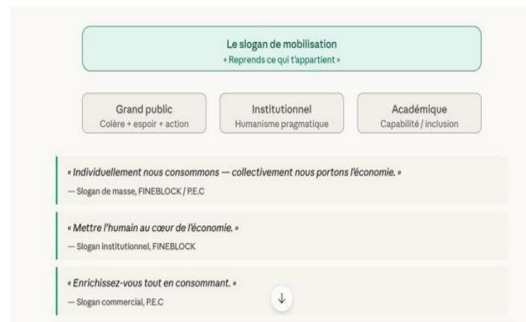 Le slogan de mobilisation
« Reprends ce qui t'appartient »
Grand public
Colère + espoir + action
Institutionnel
Humanisme pragmatique
Académique
Capabilité / inclusion
« Individuellement nous consommons — collectivement nous portons l'économie. »
— Slogan de masse, FINEBLOCK / P.E.C
« Mettre l'humain au cœur de l'économie. »
— Slogan institutionnel, FINEBLOCK
« Enrichissez-vous tout en consommant. »
— Slogan commercial, P.E.C